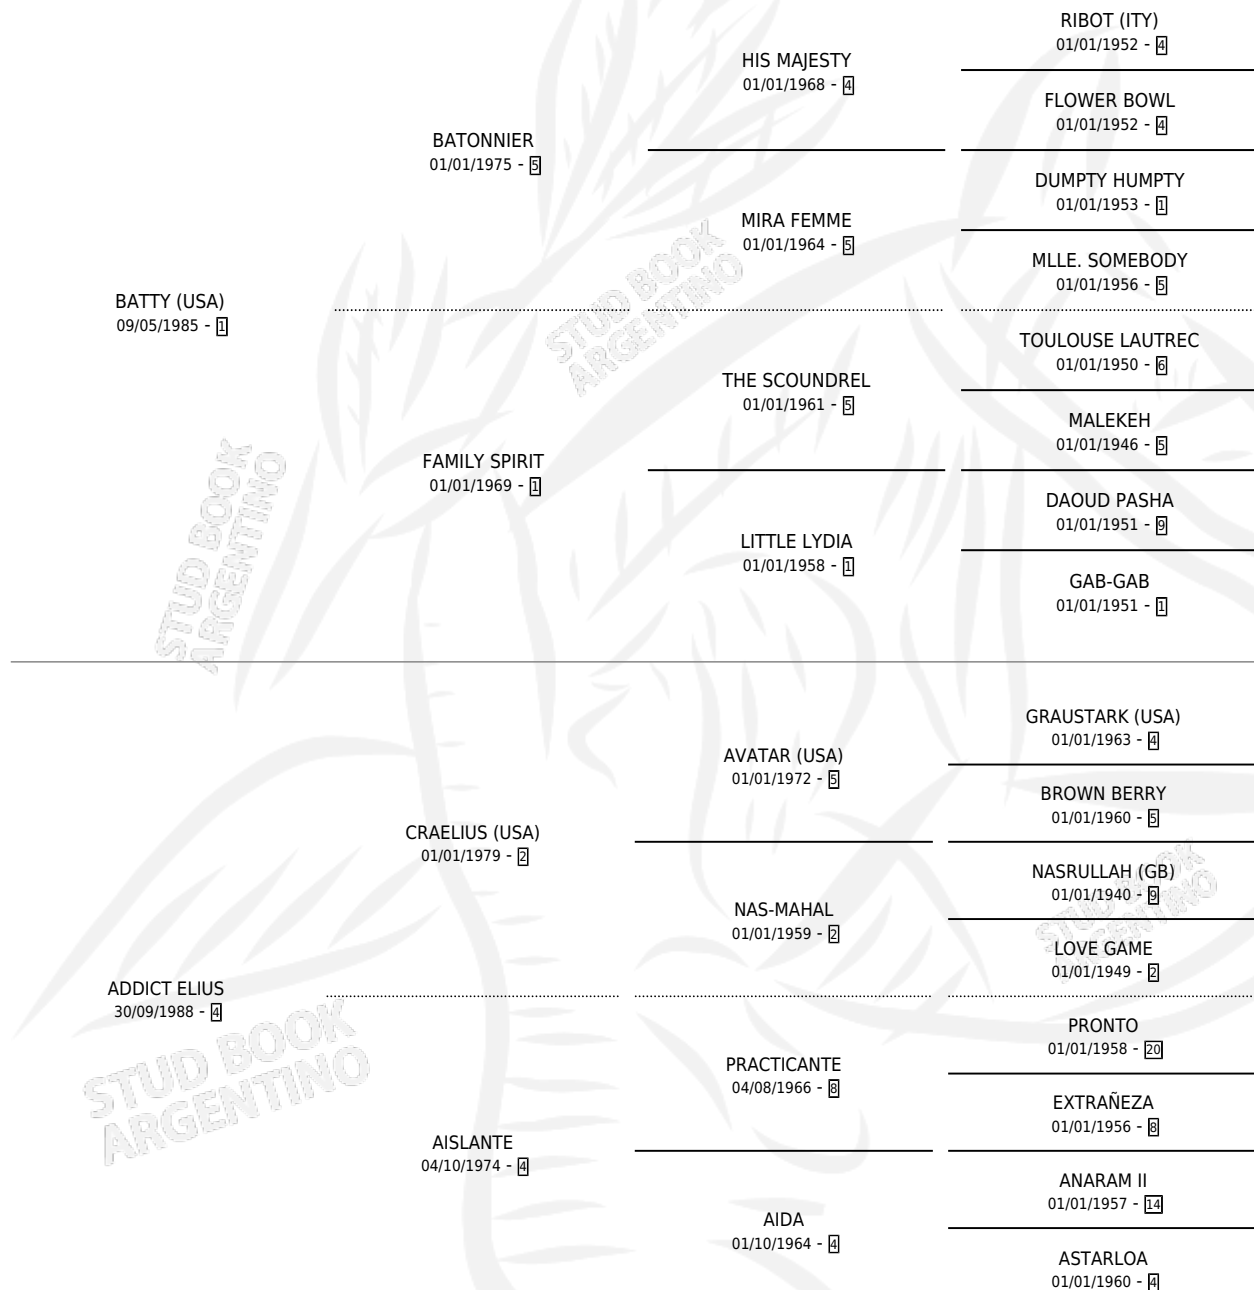 RIBOT (ITY)
01/01/1952 - 4
HIS MAJESTY
01/01/1968 - 4
FLOWER BOWL
01/01/1952 - 4
BATONNIER
01/01/1975 - 5
DUMPTY HUMPTY
01/01/1953 - 1
MIRA FEMME
01/01/1964 - 5
MLLE. SOMEBODY
01/01/1956 - 5
BATTY (USA)
09/05/1985 - 1
TOULOUSE LAUTREC
01/01/1950 - 6
THE SCOUNDREL
01/01/1961 - 5
MALEKEH
01/01/1946 - 5
FAMILY SPIRIT
01/01/1969 - 1
DAOUD PASHA
01/01/1951 - 9
LITTLE LYDIA
01/01/1958 - 1
GAB-GAB
01/01/1951 - 1
GRAUSTARK (USA)
01/01/1963 - 4
AVATAR (USA)
01/01/1972 - 5
BROWN BERRY
01/01/1960 - 5
CRAELIUS (USA)
01/01/1979 - 2
NASRULLAH (GB)
01/01/1940 - 9
NAS-MAHAL
01/01/1959 - 2
LOVE GAME
01/01/1949 - 2
ADDICT ELIUS
30/09/1988 - 4
PRONTO
01/01/1958 - 20
PRACTICANTE
04/08/1966 - 8
EXTRAÑEZA
01/01/1956 - 8
AISLANTE
04/10/1974 - 4
ANARAM II
01/01/1957 - 14
AIDA
01/10/1964 - 4
ASTARLOA
01/01/1960 - 4
STUD BOOK
ARGENTINO
STUD BOOK
ARGENTINO
STUD BOOK
ARGENTINO
STUD BOOK
ARGENTINO